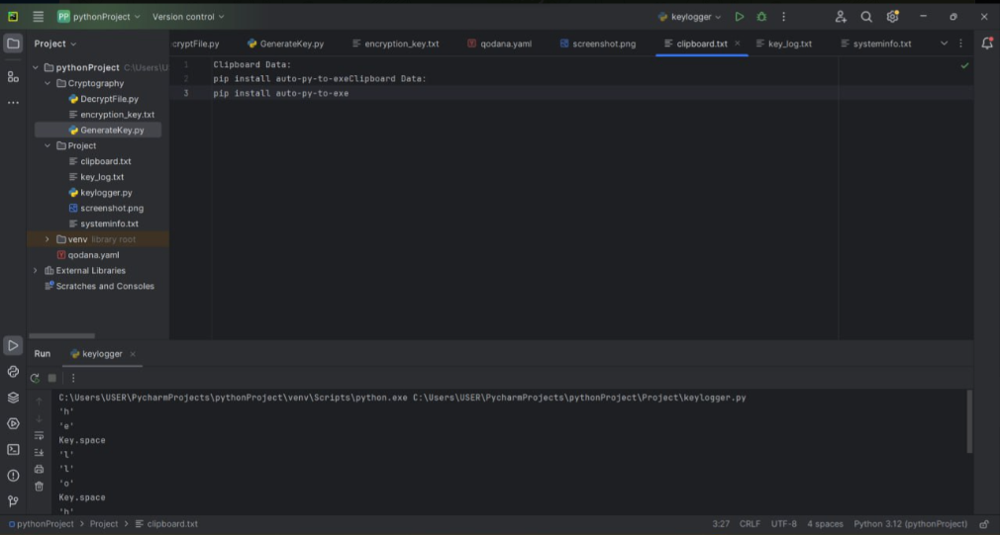 PP pythonProject Version control keylogger
Project
cryptFile.py GenerateKey.py encryption_key.txt qodana.yaml screenshot.png clipboard.txt key_log.txt systeminfo.txt
pythonProject C:\Users\U
Cryptography
DecryptFile.py
encryption_key.txt
GenerateKey.py
Project
clipboard.txt
key_log.txt
keylogger.py
screenshot.png
systeminfo.txt
venv library root
qodana.yaml
External Libraries
Scratches and Consoles
1 Clipboard Data:
2 pip install auto-py-to-exeClipboard Data:
3 pip install auto-py-to-exe
Run keylogger
C:\Users\USER\PycharmProjects\pythonProject\venv\Scripts\python.exe C:\Users\USER\PycharmProjects\pythonProject\Project\keylogger.py
'h'
'e'
Key.space
'l'
'l'
'o'
Key.space
'h'
pythonProject > Project > clipboard.txt 3:27 CRLF UTF-8 4 spaces Python 3.12 (pythonProject)